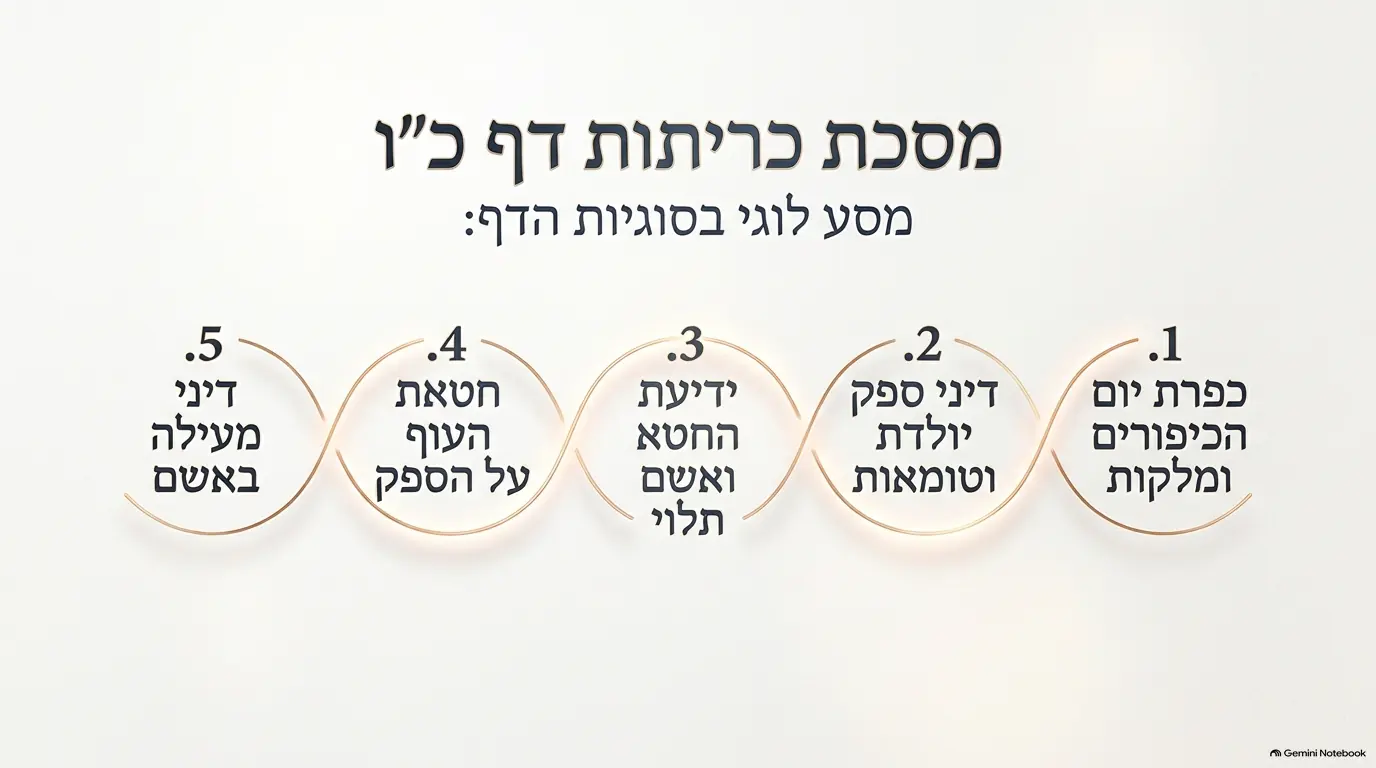 מסכת כריתות דף כ"ו
מסע לוגי בסוגיות הדף:
1.
כפרת יום
הכיפורים
ומלקות
2.
דיני ספק
יולדת
וטומאות
3.
ידיעת
החטא
ואשם
תלוי
4.
חטאת
העוף
על הספק
5.
דיני
מעילה
באשם
Gemini Notebook